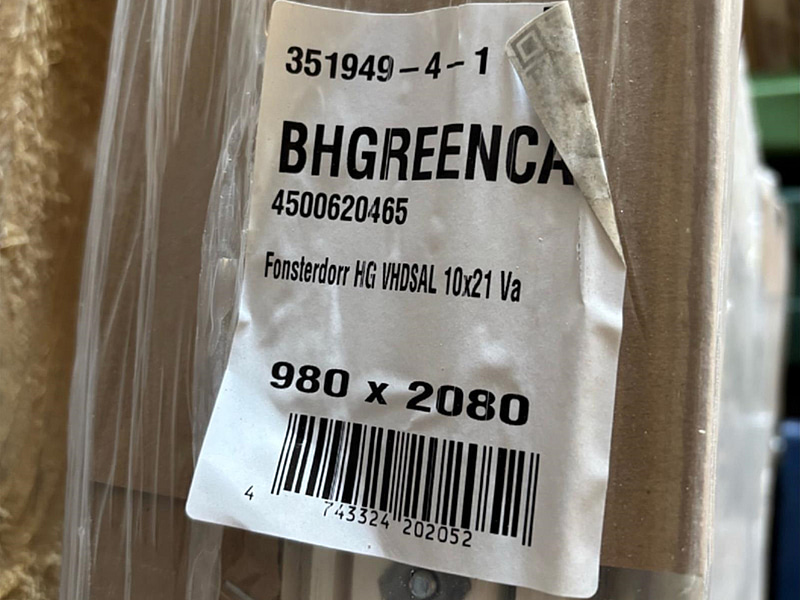 351949-4-1
BHGREENCA
4500620465
Fonsterdorr HG VHDSAL 10x21 Va
980 x 2080
4 743324 202052